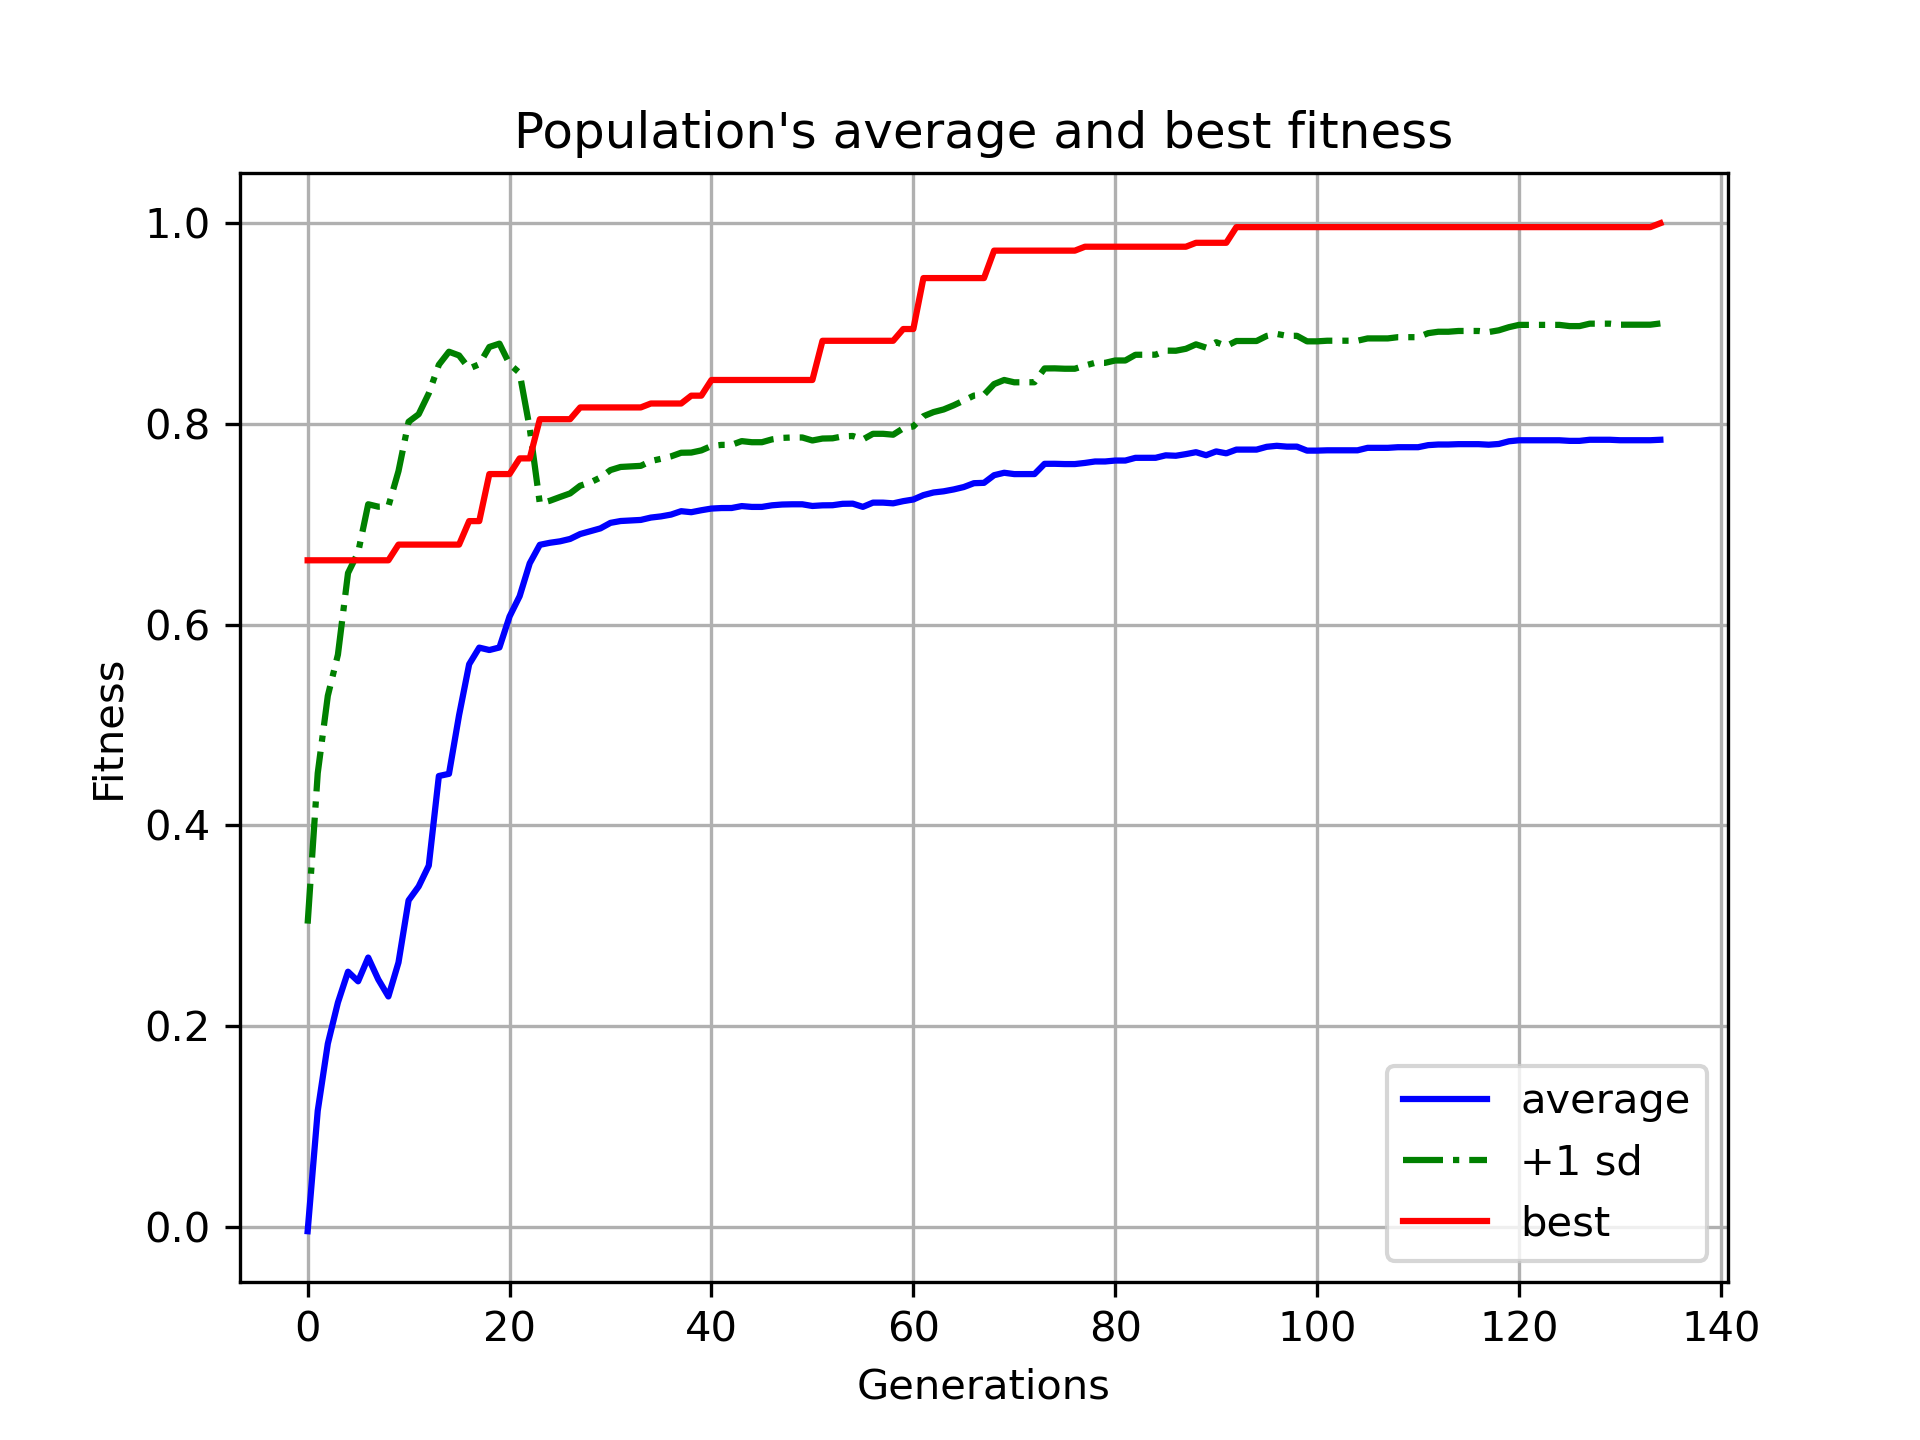 Population's average and best fitness
1.0
0.8
0.6
0.4
0.2
0.0
Fitness
0 20 40 60 80 100 120 140
Generations
average
+1 sd
best